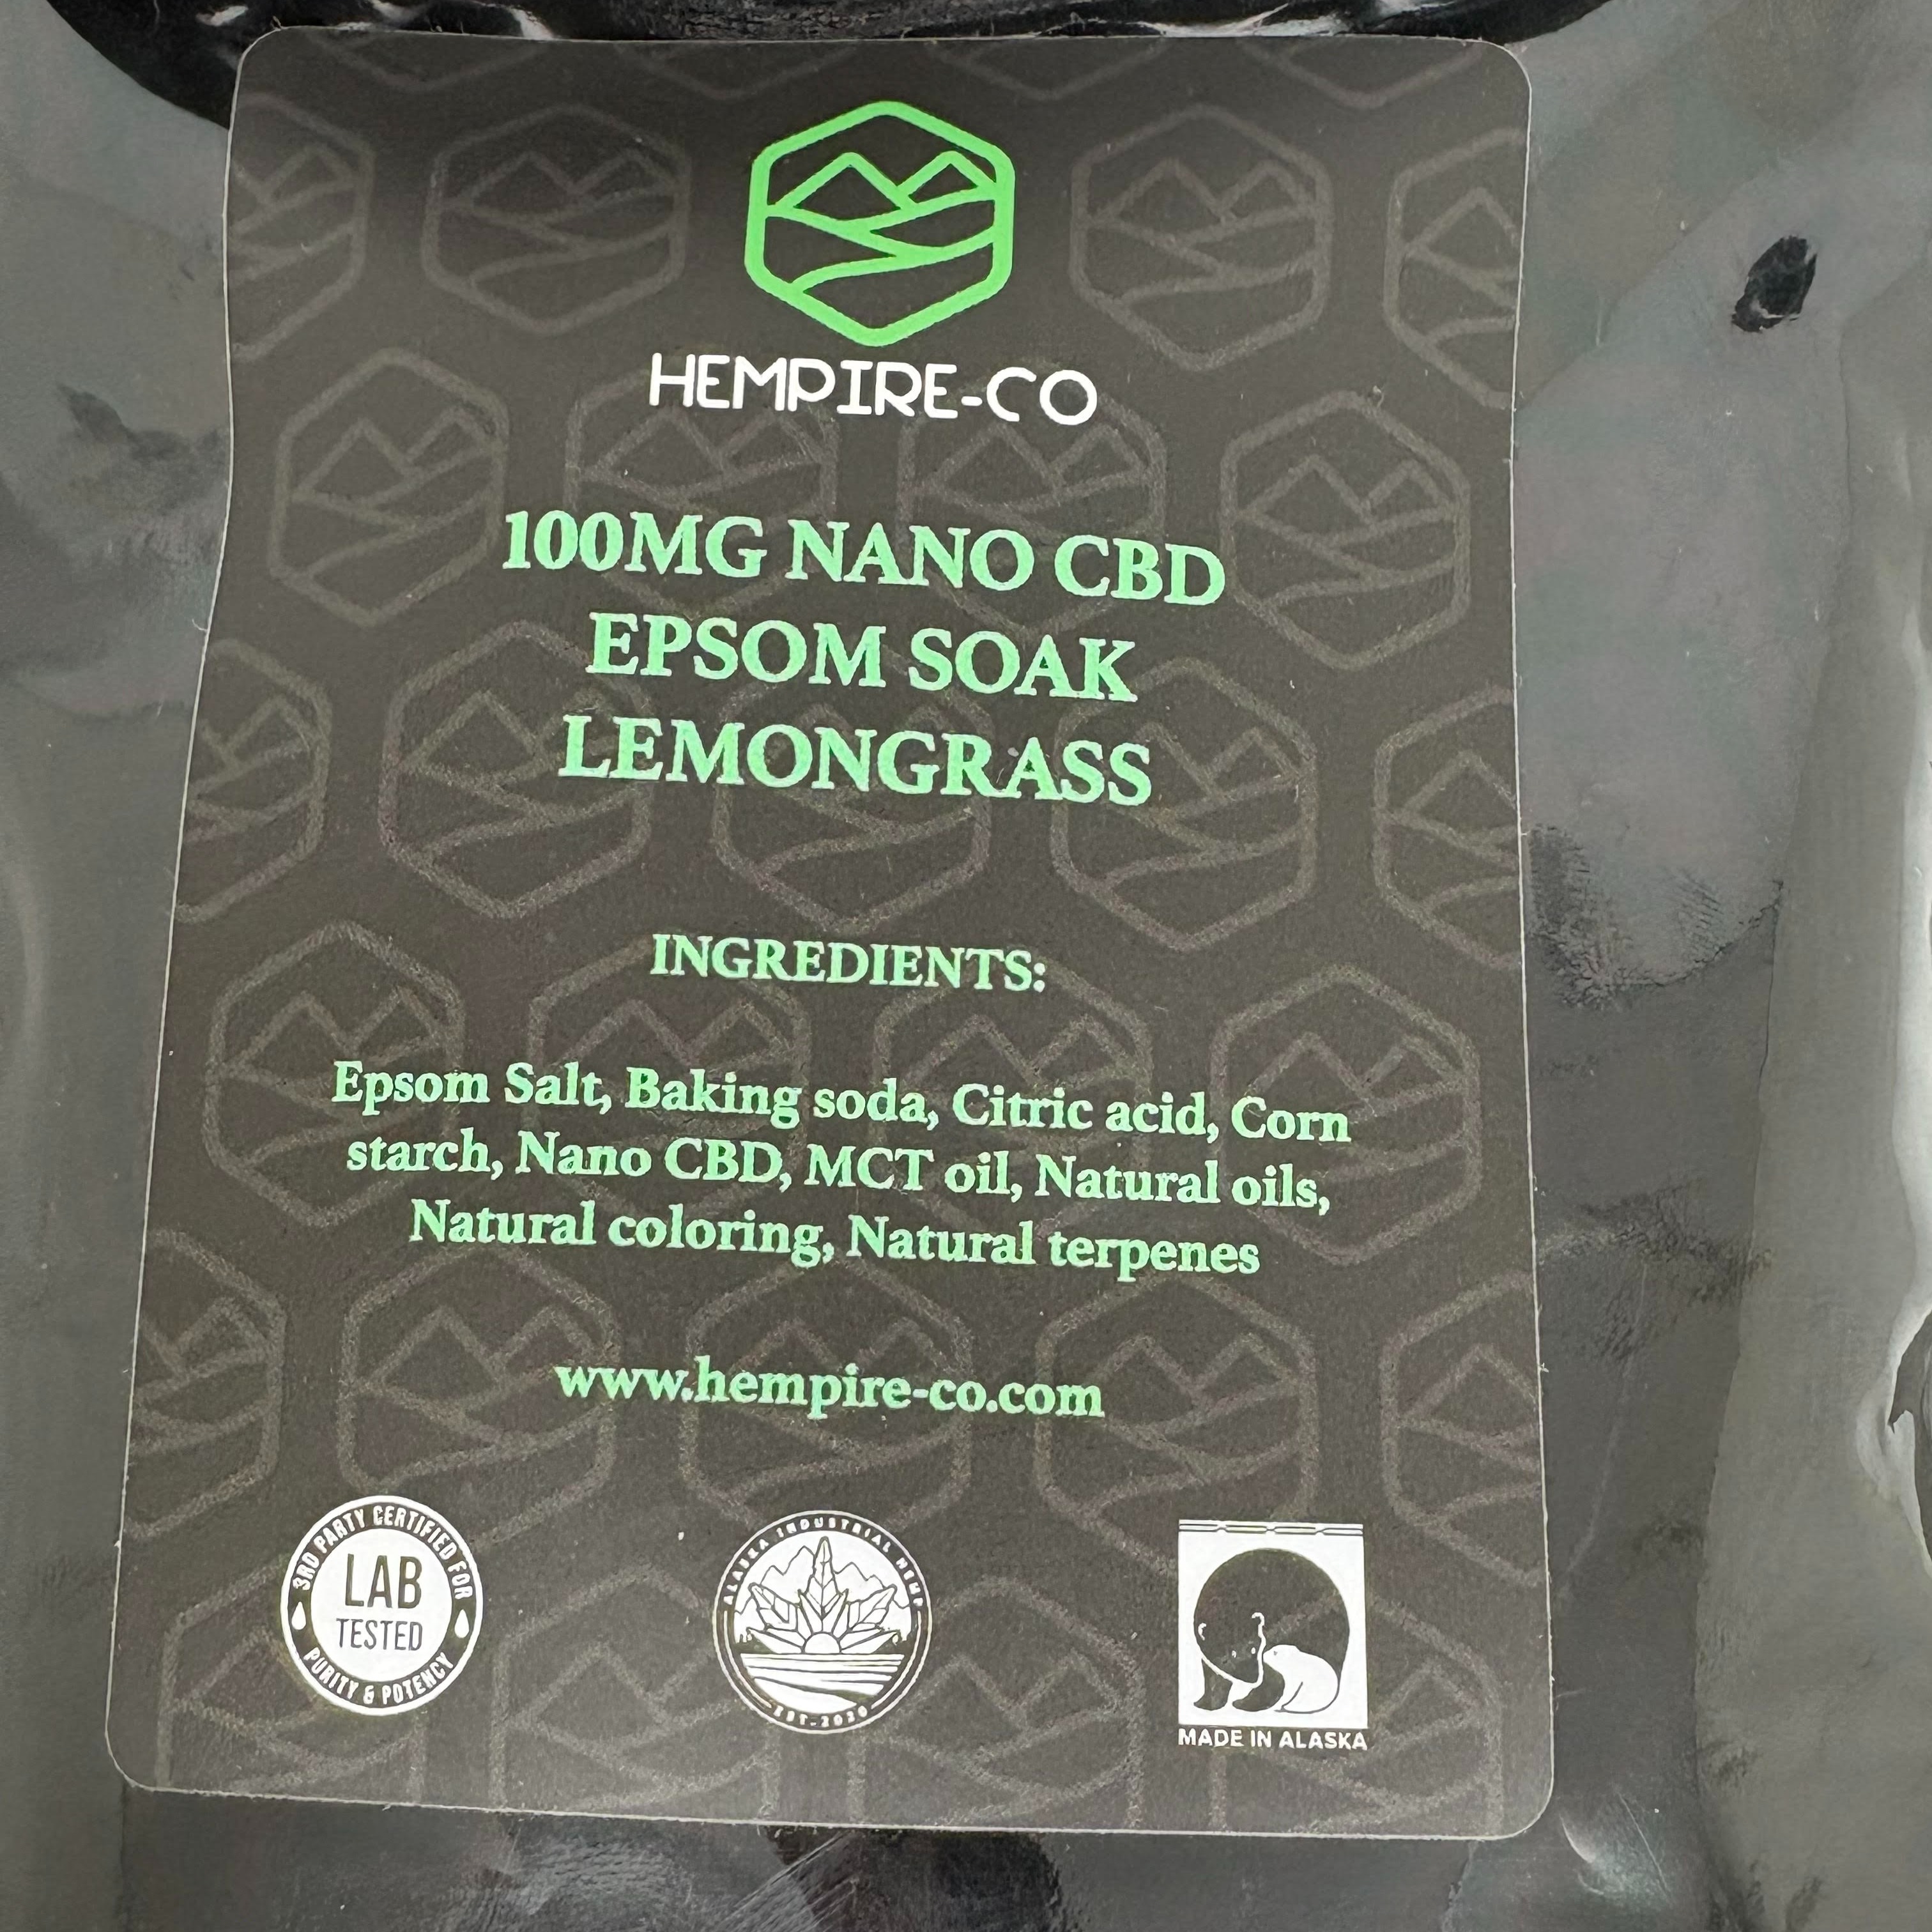 HEMPIRE-CO
100MG NANO CBD
EPSOM SOAK
LEMONGRASS
INGREDIENTS:
Epsom Salt, Baking soda, Citric acid, Corn
starch, Nano CBD, MCT oil, Natural oils,
Natural coloring, Natural terpenes
www.hempire-co.com
3RD PARTY CERTIFIED FOR
LAB
TESTED
PURITY & POTENCY
ALASKA INDUSTRIAL HEMP
EST. 2020
MADE IN ALASKA